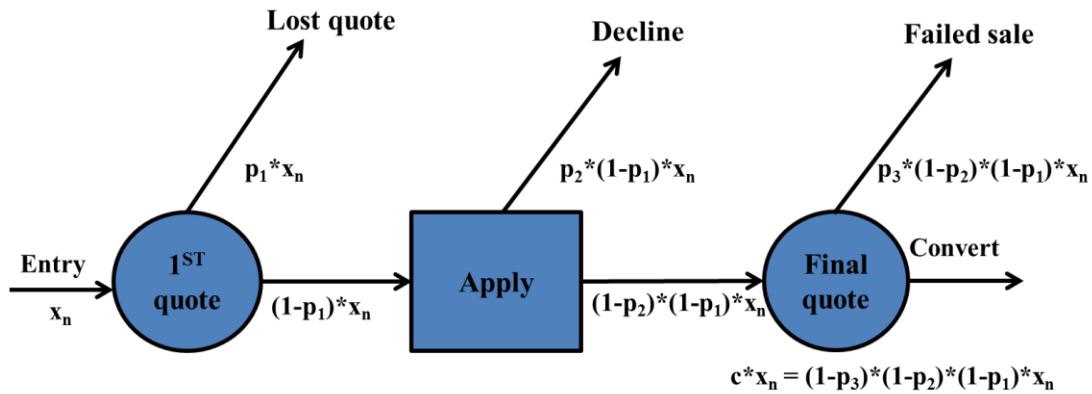 Lost quote
Decline
Failed sale
p₁*xₙ
p₂*(1-p₁)*xₙ
p₃*(1-p₂)*(1-p₁)*xₙ
Entry
xₙ
1ST
quote
(1-p₁)*xₙ
Apply
(1-p₂)*(1-p₁)*xₙ
Final
quote
Convert
c*xₙ = (1-p₃)*(1-p₂)*(1-p₁)*xₙ